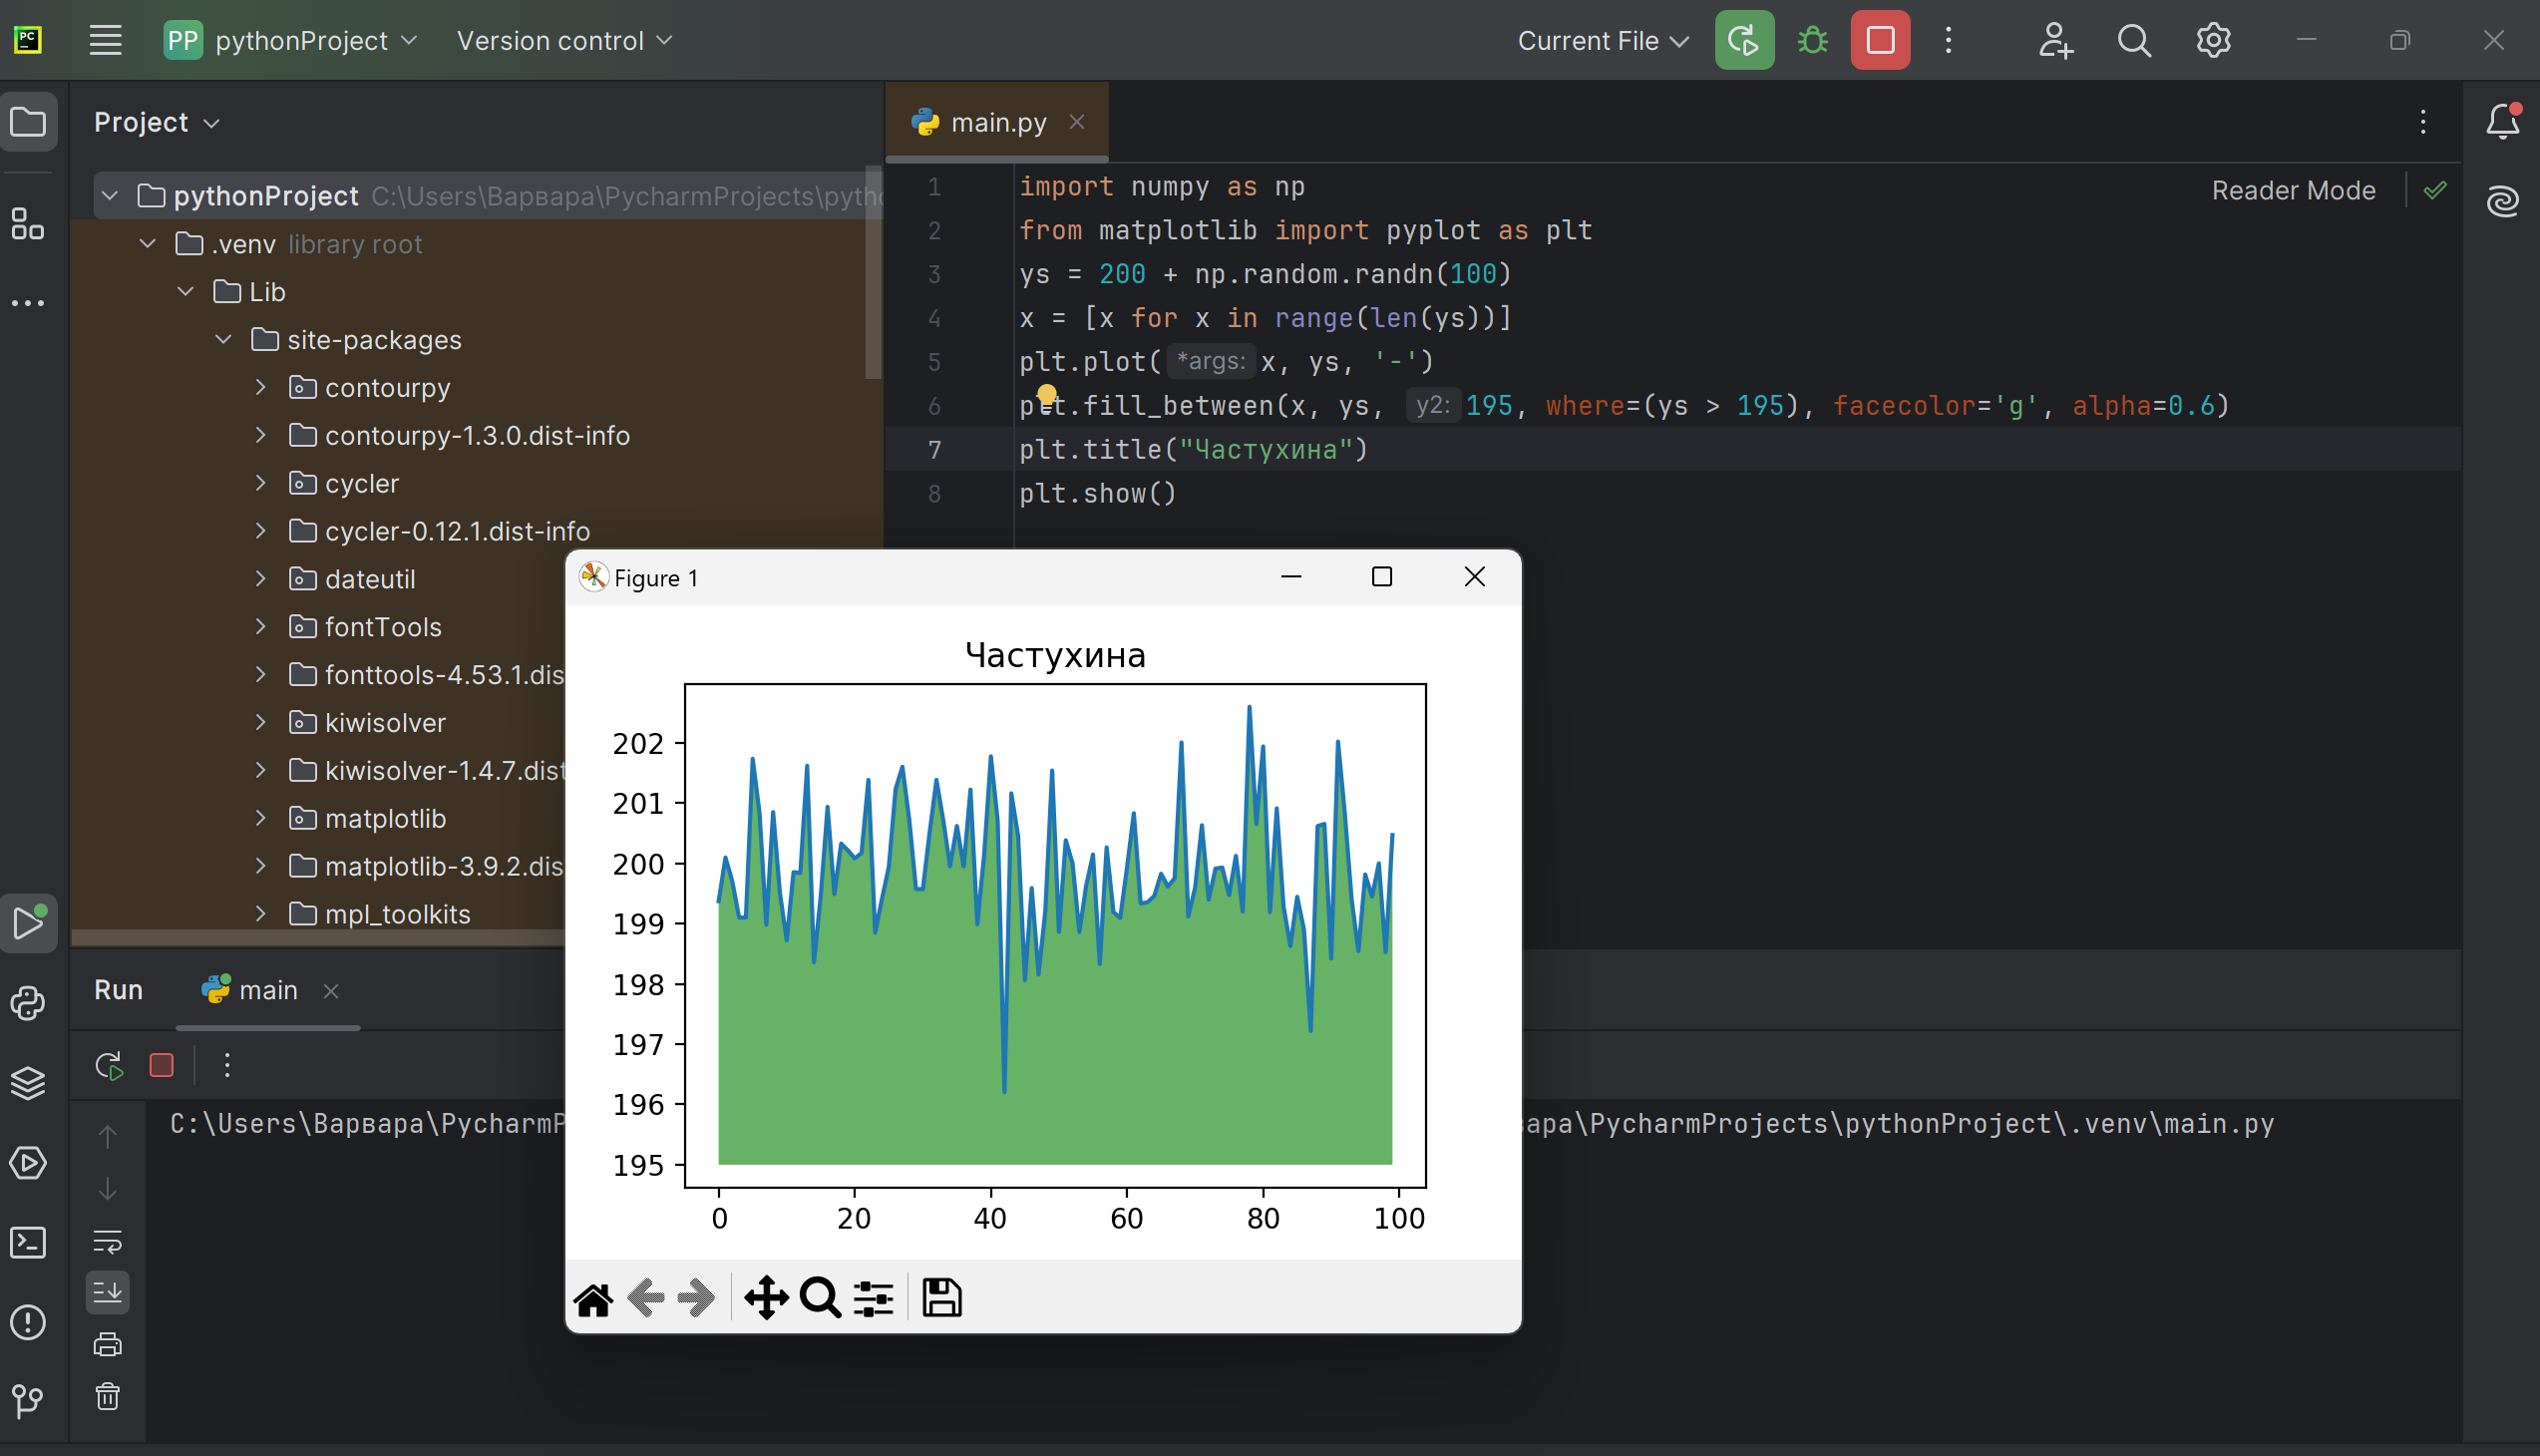 PC
PP pythonProject Version control Current File
Project
main.py
pythonProject C:\Users\Варвара\PycharmProjects\pytho
.venv library root
Lib
site-packages
contourpy
contourpy-1.3.0.dist-info
cycler
cycler-0.12.1.dist-info
dateutil
fontTools
fonttools-4.53.1.dis
kiwisolver
kiwisolver-1.4.7.dist
matplotlib
matplotlib-3.9.2.dis
mpl_toolkits
Reader Mode
1 import numpy as np
2 from matplotlib import pyplot as plt
3 ys = 200 + np.random.randn(100)
4 x = [x for x in range(len(ys))]
5 plt.plot( *args: x, ys, '-')
6 plt.fill_between(x, ys, y2: 195, where=(ys > 195), facecolor='g', alpha=0.6)
7 plt.title("Частухина")
8 plt.show()
Figure 1
Частухина
202
201
200
199
198
197
196
195
0 20 40 60 80 100
Run main
C:\Users\Варвара\PycharmP
вара\PycharmProjects\pythonProject\.venv\main.py